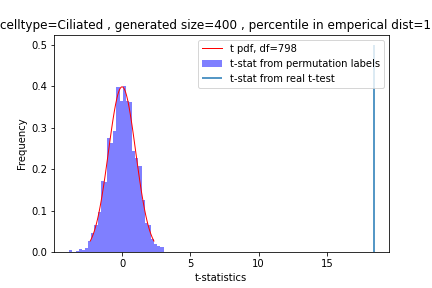 celltype=Ciliated , generated size=400 , percentile in emperical dist=1
t pdf, df=798
t-stat from permutation labels
t-stat from real t-test
Frequency
0.5
0.4
0.3
0.2
0.1
0.0
0 5 10 15
t-statistics